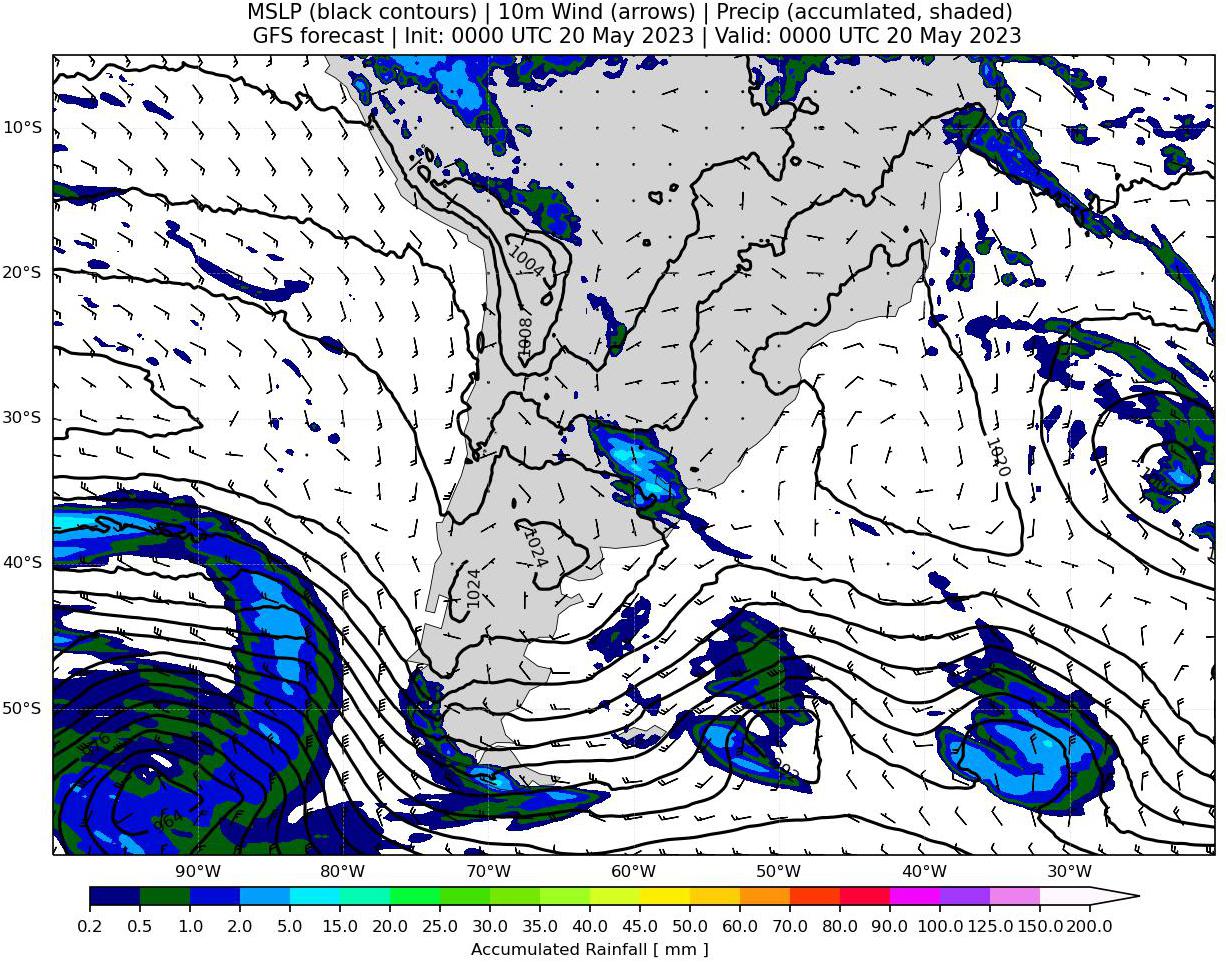 MSLP (black contours) | 10m Wind (arrows) | Precip (accumlated, shaded)
GFS forecast | Init: 0000 UTC 20 May 2023 | Valid: 0000 UTC 20 May 2023
10°S
20°S
30°S
40°S
50°S
1004
1008
1020
1024
1024
976
964
992
90°W
80°W
70°W
60°W
50°W
40°W
30°W
0.2 0.5 1.0 2.0 5.0 10.0 15.0 20.0 25.0 30.0 35.0 40.0 45.0 50.0 60.0 70.0 80.0 90.0 100.0 125.0 150.0 200.0
Accumulated Rainfall [ mm ]